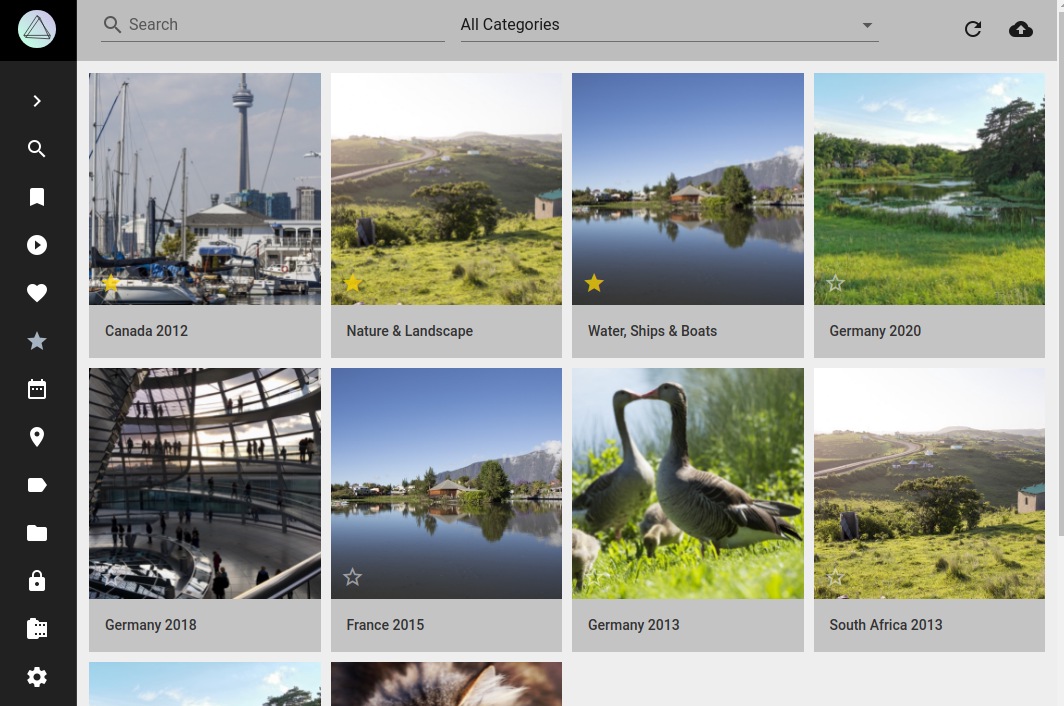 Search
All Categories
Canada 2012
Nature & Landscape
Water, Ships & Boats
Germany 2020
Germany 2018
France 2015
Germany 2013
South Africa 2013